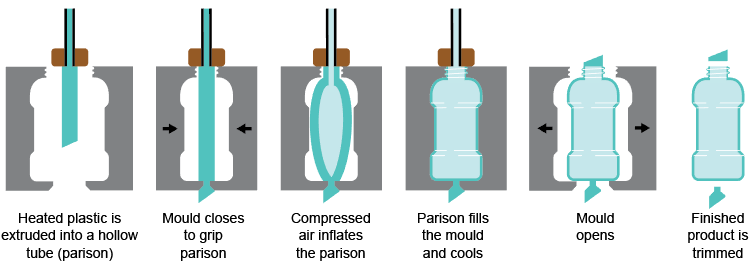 Heated plastic is
extruded into a hollow
tube (parison)
Mould closes
to grip
parison
Compressed
air inflates
the parison
Parison fills
the mould
and cools
Mould
opens
Finished
product is
trimmed